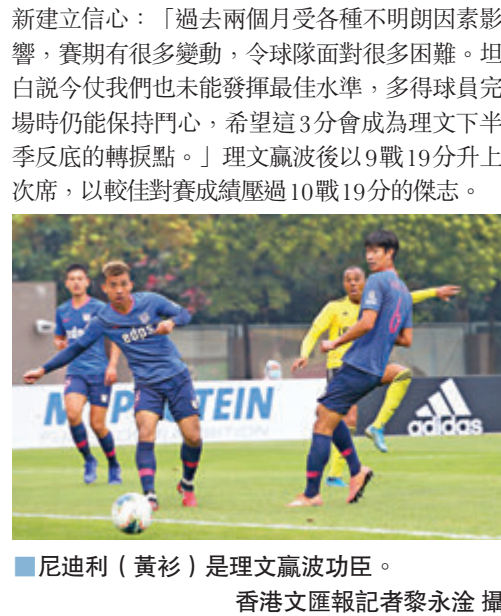 新建立信心：「過去兩個月受各種不明朗因素影
響，賽期有很多變動，令球隊面對很多困難。坦
白說今仗我們也未能發揮最佳水準，多得球員完
場時仍能保持鬥心，希望這3分會成為理文下半
季反底的轉捩點。」理文贏波後以9戰19分升上
次席，以較佳對賽成績壓過10戰19分的傑志。
edps
6
TEIN
adidas
■尼迪利（黃衫）是理文贏波功臣。
香港文匯報記者黎永淦 攝